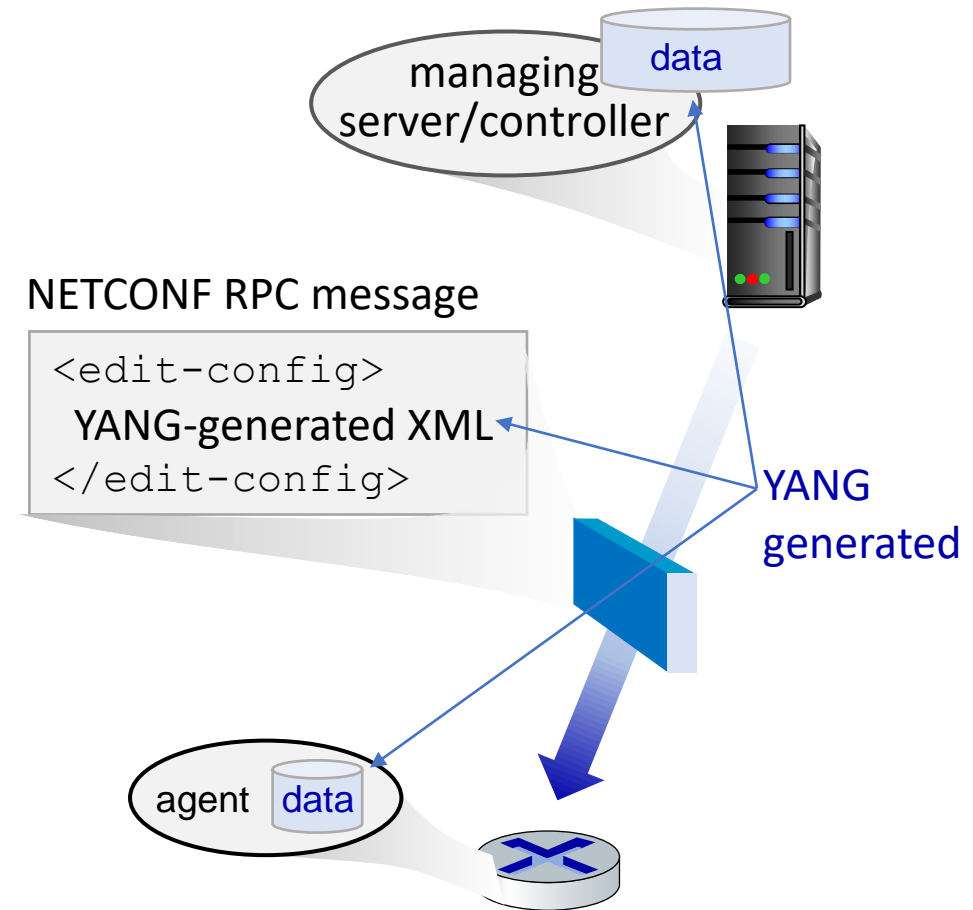 data
managing
server/controller
NETCONF RPC message
<edit-config>
YANG-generated XML
</edit-config>
YANG
generated
agent data